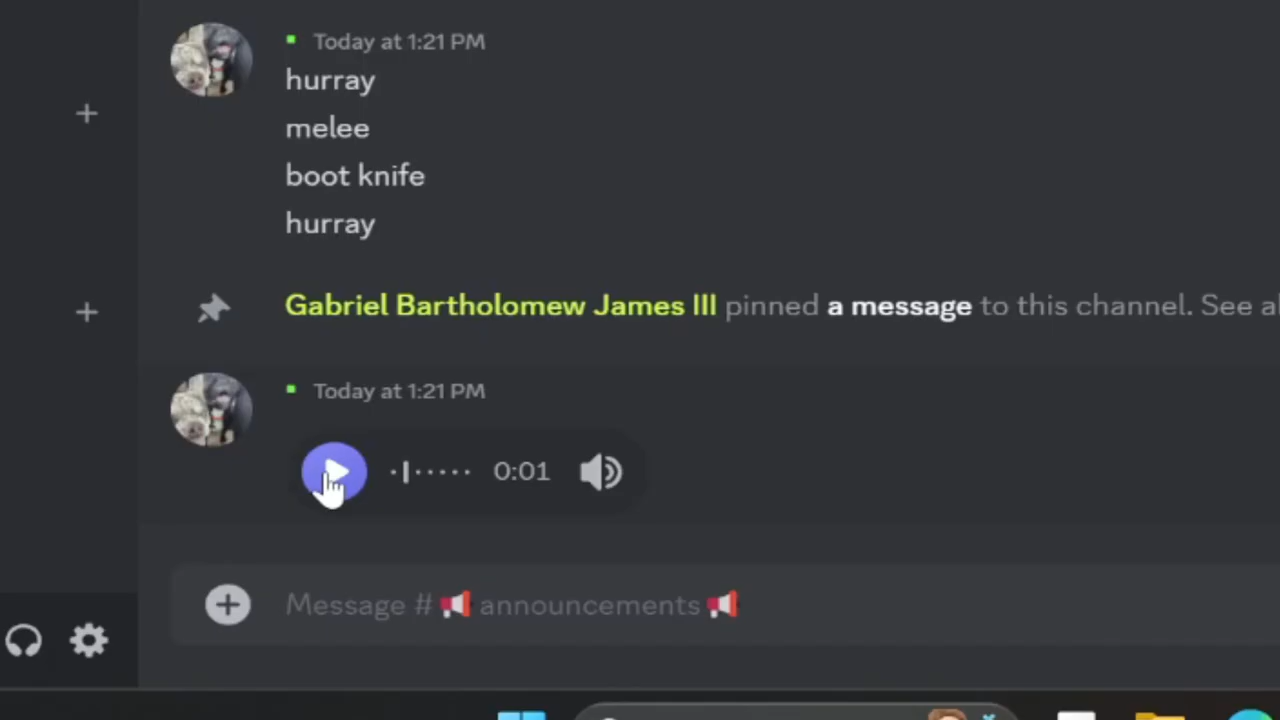 Today at 1:21 PM
hurray
melee
boot knife
hurray
Gabriel Bartholomew James III pinned a message to this channel. See
Today at 1:21 PM
0:01
Message # announcements